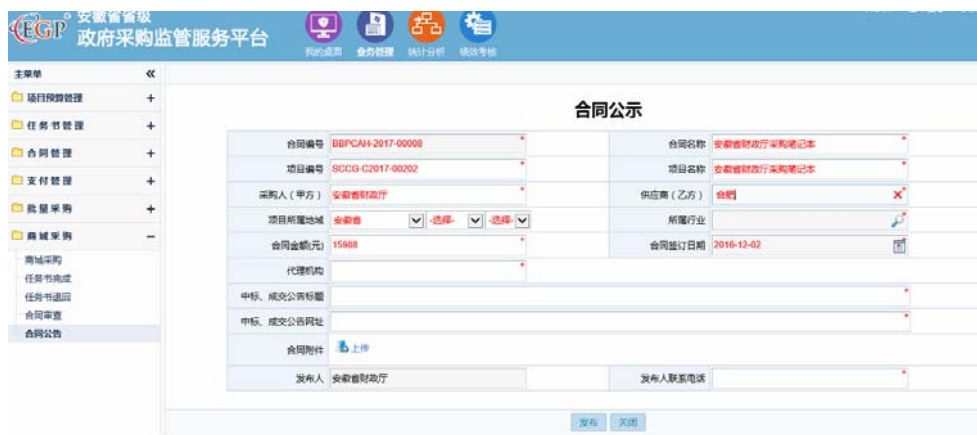 EGP 安徽省省级
政府采购监管服务平台
我的桌面 业务管理 统计分析 绩效考核
主菜单 «
项目预算管理 +
任务书管理 +
合同管理 +
支付管理 +
批量采购 +
商城采购 −
商城采购
任务书完成
任务书退回
合同审查
合同公告
合同公示
合同编号 BBPCAH-2017-00008 * 合同名称 安徽省财政厅采购笔记本 *
项目编号 SCCG-C2017-00202 * 项目名称 安徽省财政厅采购笔记本 *
采购人(甲方) 安徽省财政厅 * 供应商(乙方) 合肥 *
项目所属地域 安徽省 -选择- -选择- 所属行业 *
合同金额(元) 15988 * 合同签订日期 2016-12-02 *
代理机构 *
中标、成交公告标题 *
中标、成交公告网址 *
合同附件 上传
发布人 安徽省财政厅 发布人联系电话 *
发布 关闭